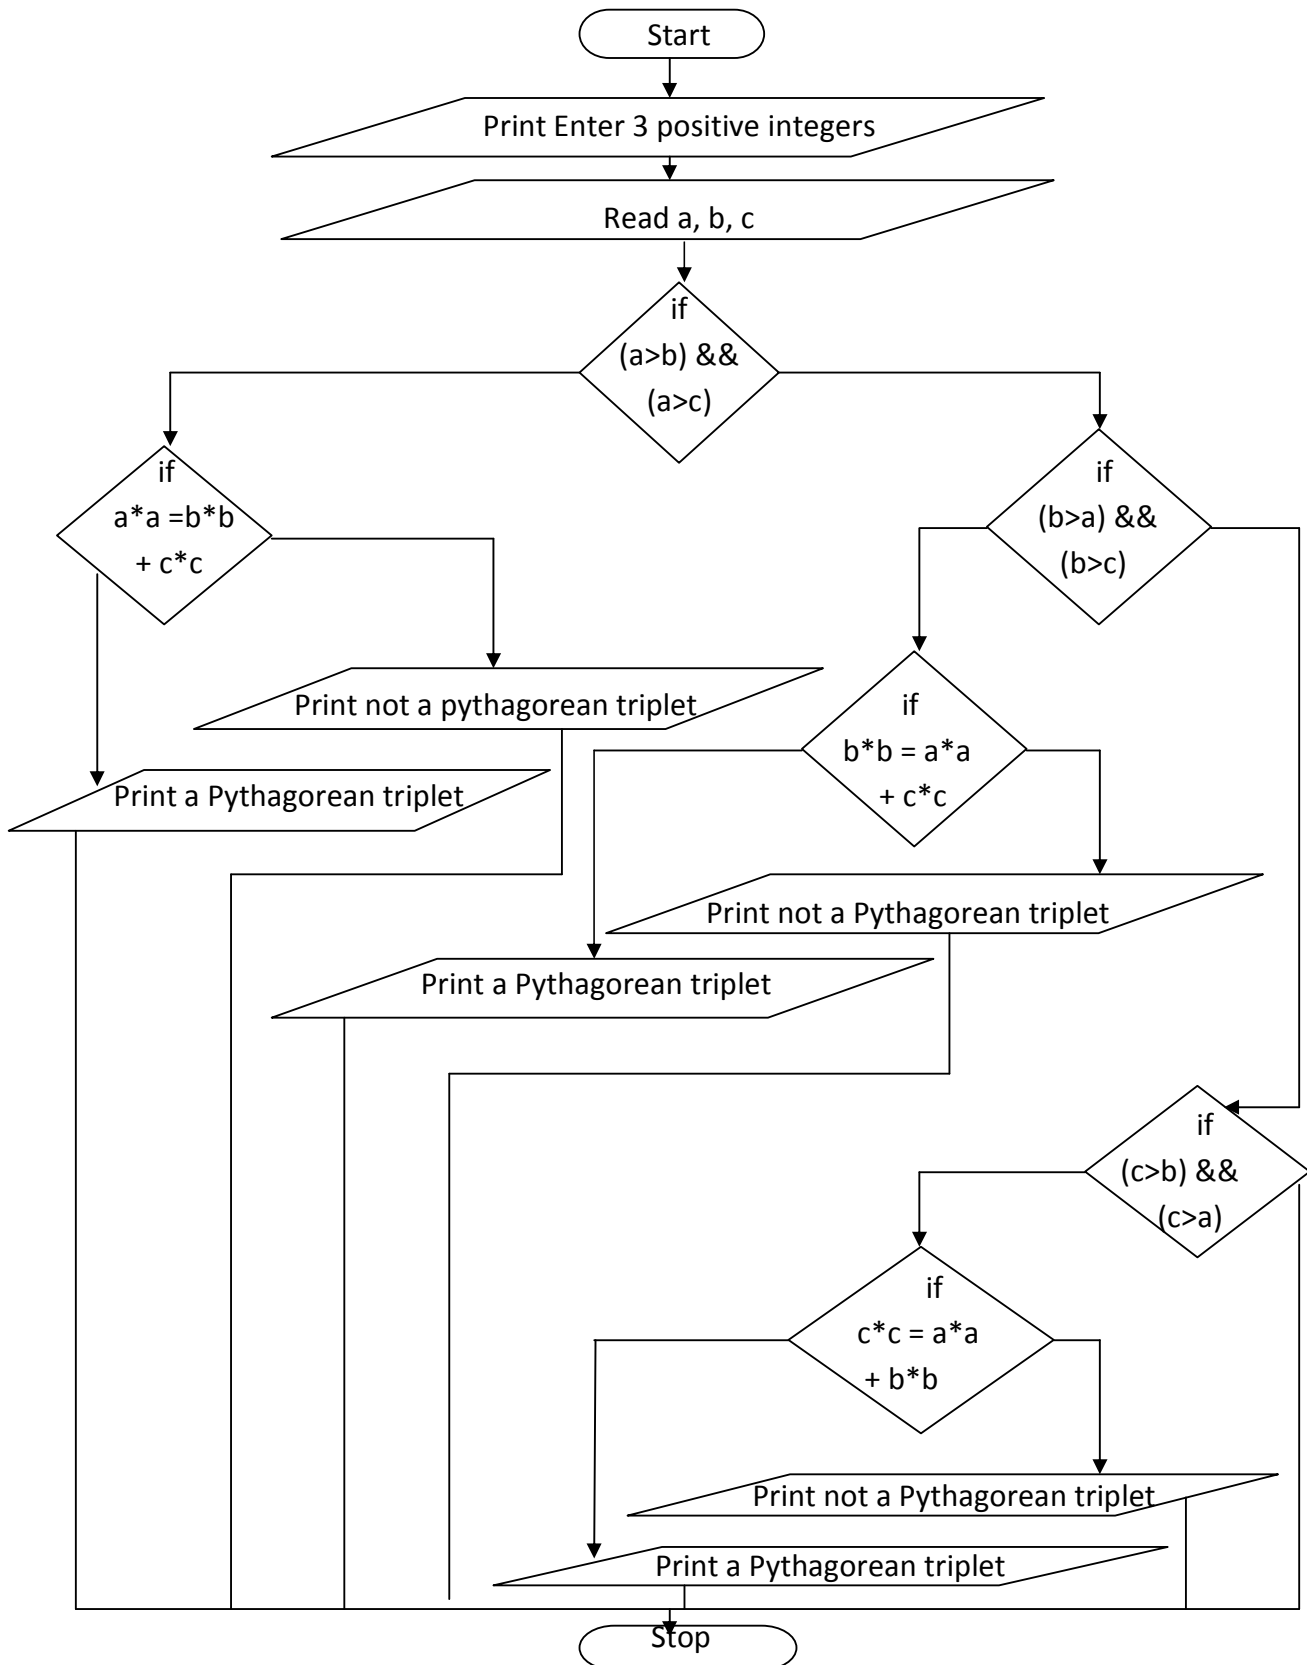 Start
Print Enter 3 positive integers
Read a, b, c
if
(a>b) &&
(a>c)
if
a*a =b*b
+ c*c
if
(b>a) &&
(b>c)
Print not a pythagorean triplet
if
b*b = a*a
+ c*c
Print a Pythagorean triplet
Print not a Pythagorean triplet
Print a Pythagorean triplet
if
(c>b) &&
(c>a)
if
c*c = a*a
+ b*b
Print not a Pythagorean triplet
Print a Pythagorean triplet
Stop